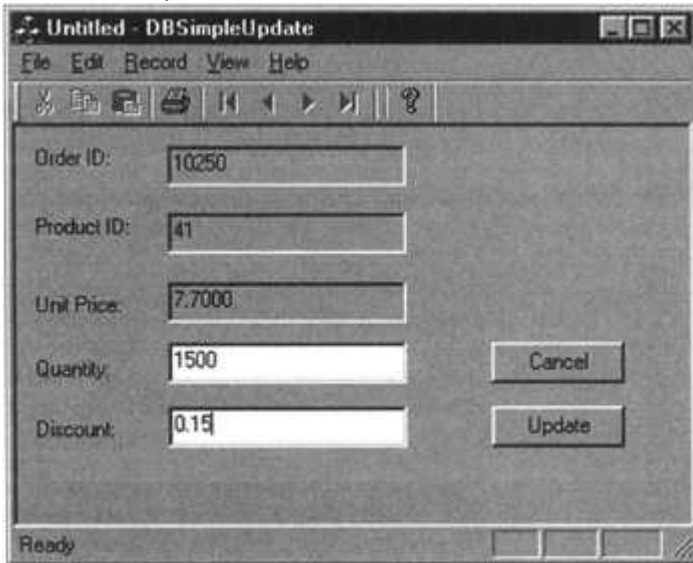 Untitled - DBSimpleUpdate
File Edit Record View Help
Order ID: 10250
Product ID: 41
Unit Price: 7.7000
Quantity: 1500 Cancel
Discount: 0.15 Update
Ready